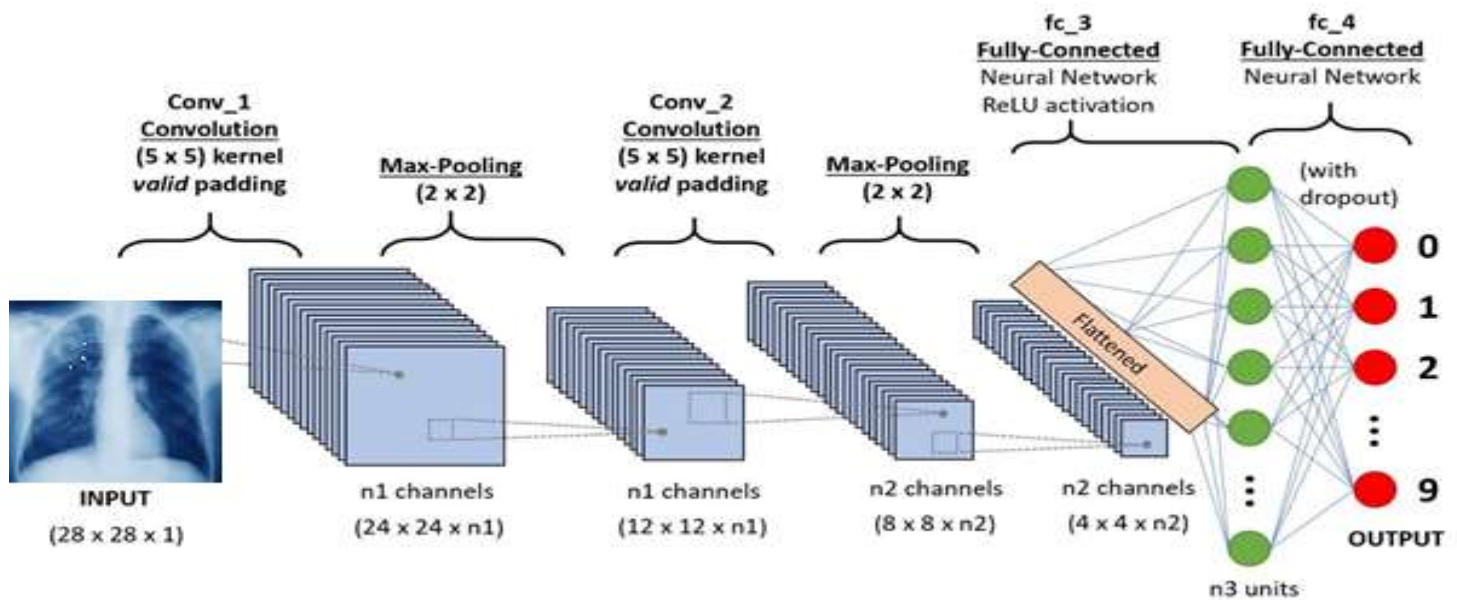 Conv_1
Convolution
(5 x 5) kernel
valid padding
Max-Pooling
(2 x 2)
Conv_2
Convolution
(5 x 5) kernel
valid padding
Max-Pooling
(2 x 2)
fc_3
Fully-Connected
Neural Network
ReLU activation
fc_4
Fully-Connected
Neural Network
(with
dropout)
Flattened
0
1
2
9
OUTPUT
INPUT
(28 x 28 x 1)
n1 channels
(24 x 24 x n1)
n1 channels
(12 x 12 x n1)
n2 channels
(8 x 8 x n2)
n2 channels
(4 x 4 x n2)
n3 units